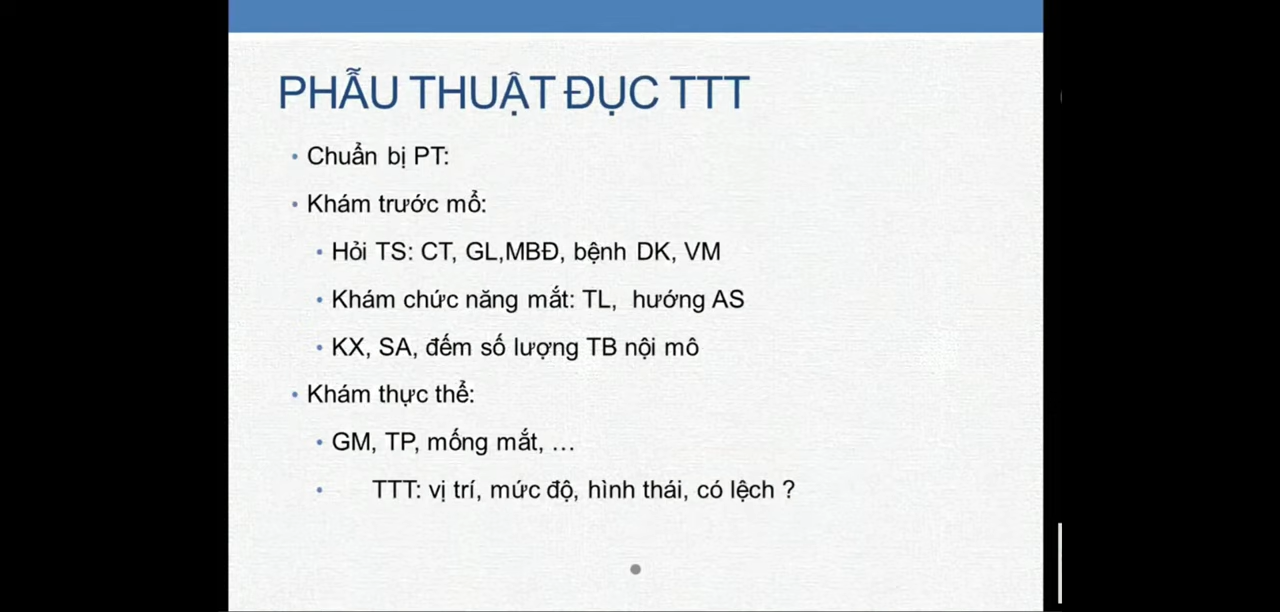 PHẪU THUẬT ĐỤC TTT
• Chuẩn bị PT:
• Khám trước mổ:
• Hỏi TS: CT, GL,MBĐ, bệnh DK, VM
• Khám chức năng mắt: TL, hướng AS
• KX, SA, đếm số lượng TB nội mô
• Khám thực thể:
• GM, TP, mống mắt, …
• TTT: vị trí, mức độ, hình thái, có lệch ?